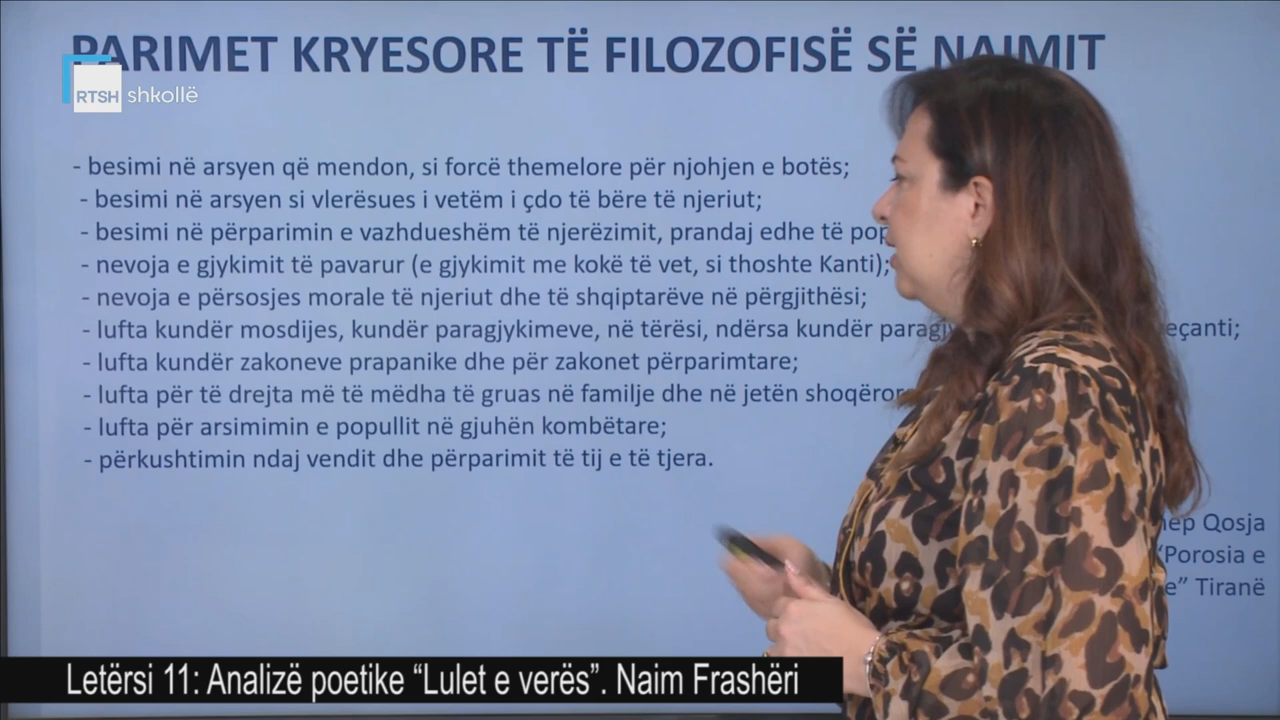 PARIMET KRYESORE TË FILOZOFISË SË NAIMIT
RTSH shkollë
- besimi në arsyen që mendon, si forcë themelore për njohjen e botës;
- besimi në arsyen si vlerësues i vetëm i çdo të bëre të njeriut;
- besimi në përparimin e vazhdueshëm të njerëzimit, prandaj edhe të
- nevoja e gjykimit të pavarur (e gjykimit me kokë të vet, si thoshte Kanti);
- nevoja e përsosjes morale të njeriut dhe të shqiptarëve në përgjithësi;
- lufta kundër mosdijes, kundër paragjykimeve, në tërësi, ndërsa kundër
- lufta kundër zakoneve prapanike dhe për zakonet përparimtare;
- lufta për të drejta më të mëdha të gruas në familje dhe në jetën
- lufta për arsimimin e popullit në gjuhën kombëtare;
- përkushtimin ndaj vendit dhe përparimit të tij e të tjera.
Qosja
“Porosia e
e” Tiranë
Letërsi 11: Analizë poetike “Lulet e verës”. Naim Frashëri